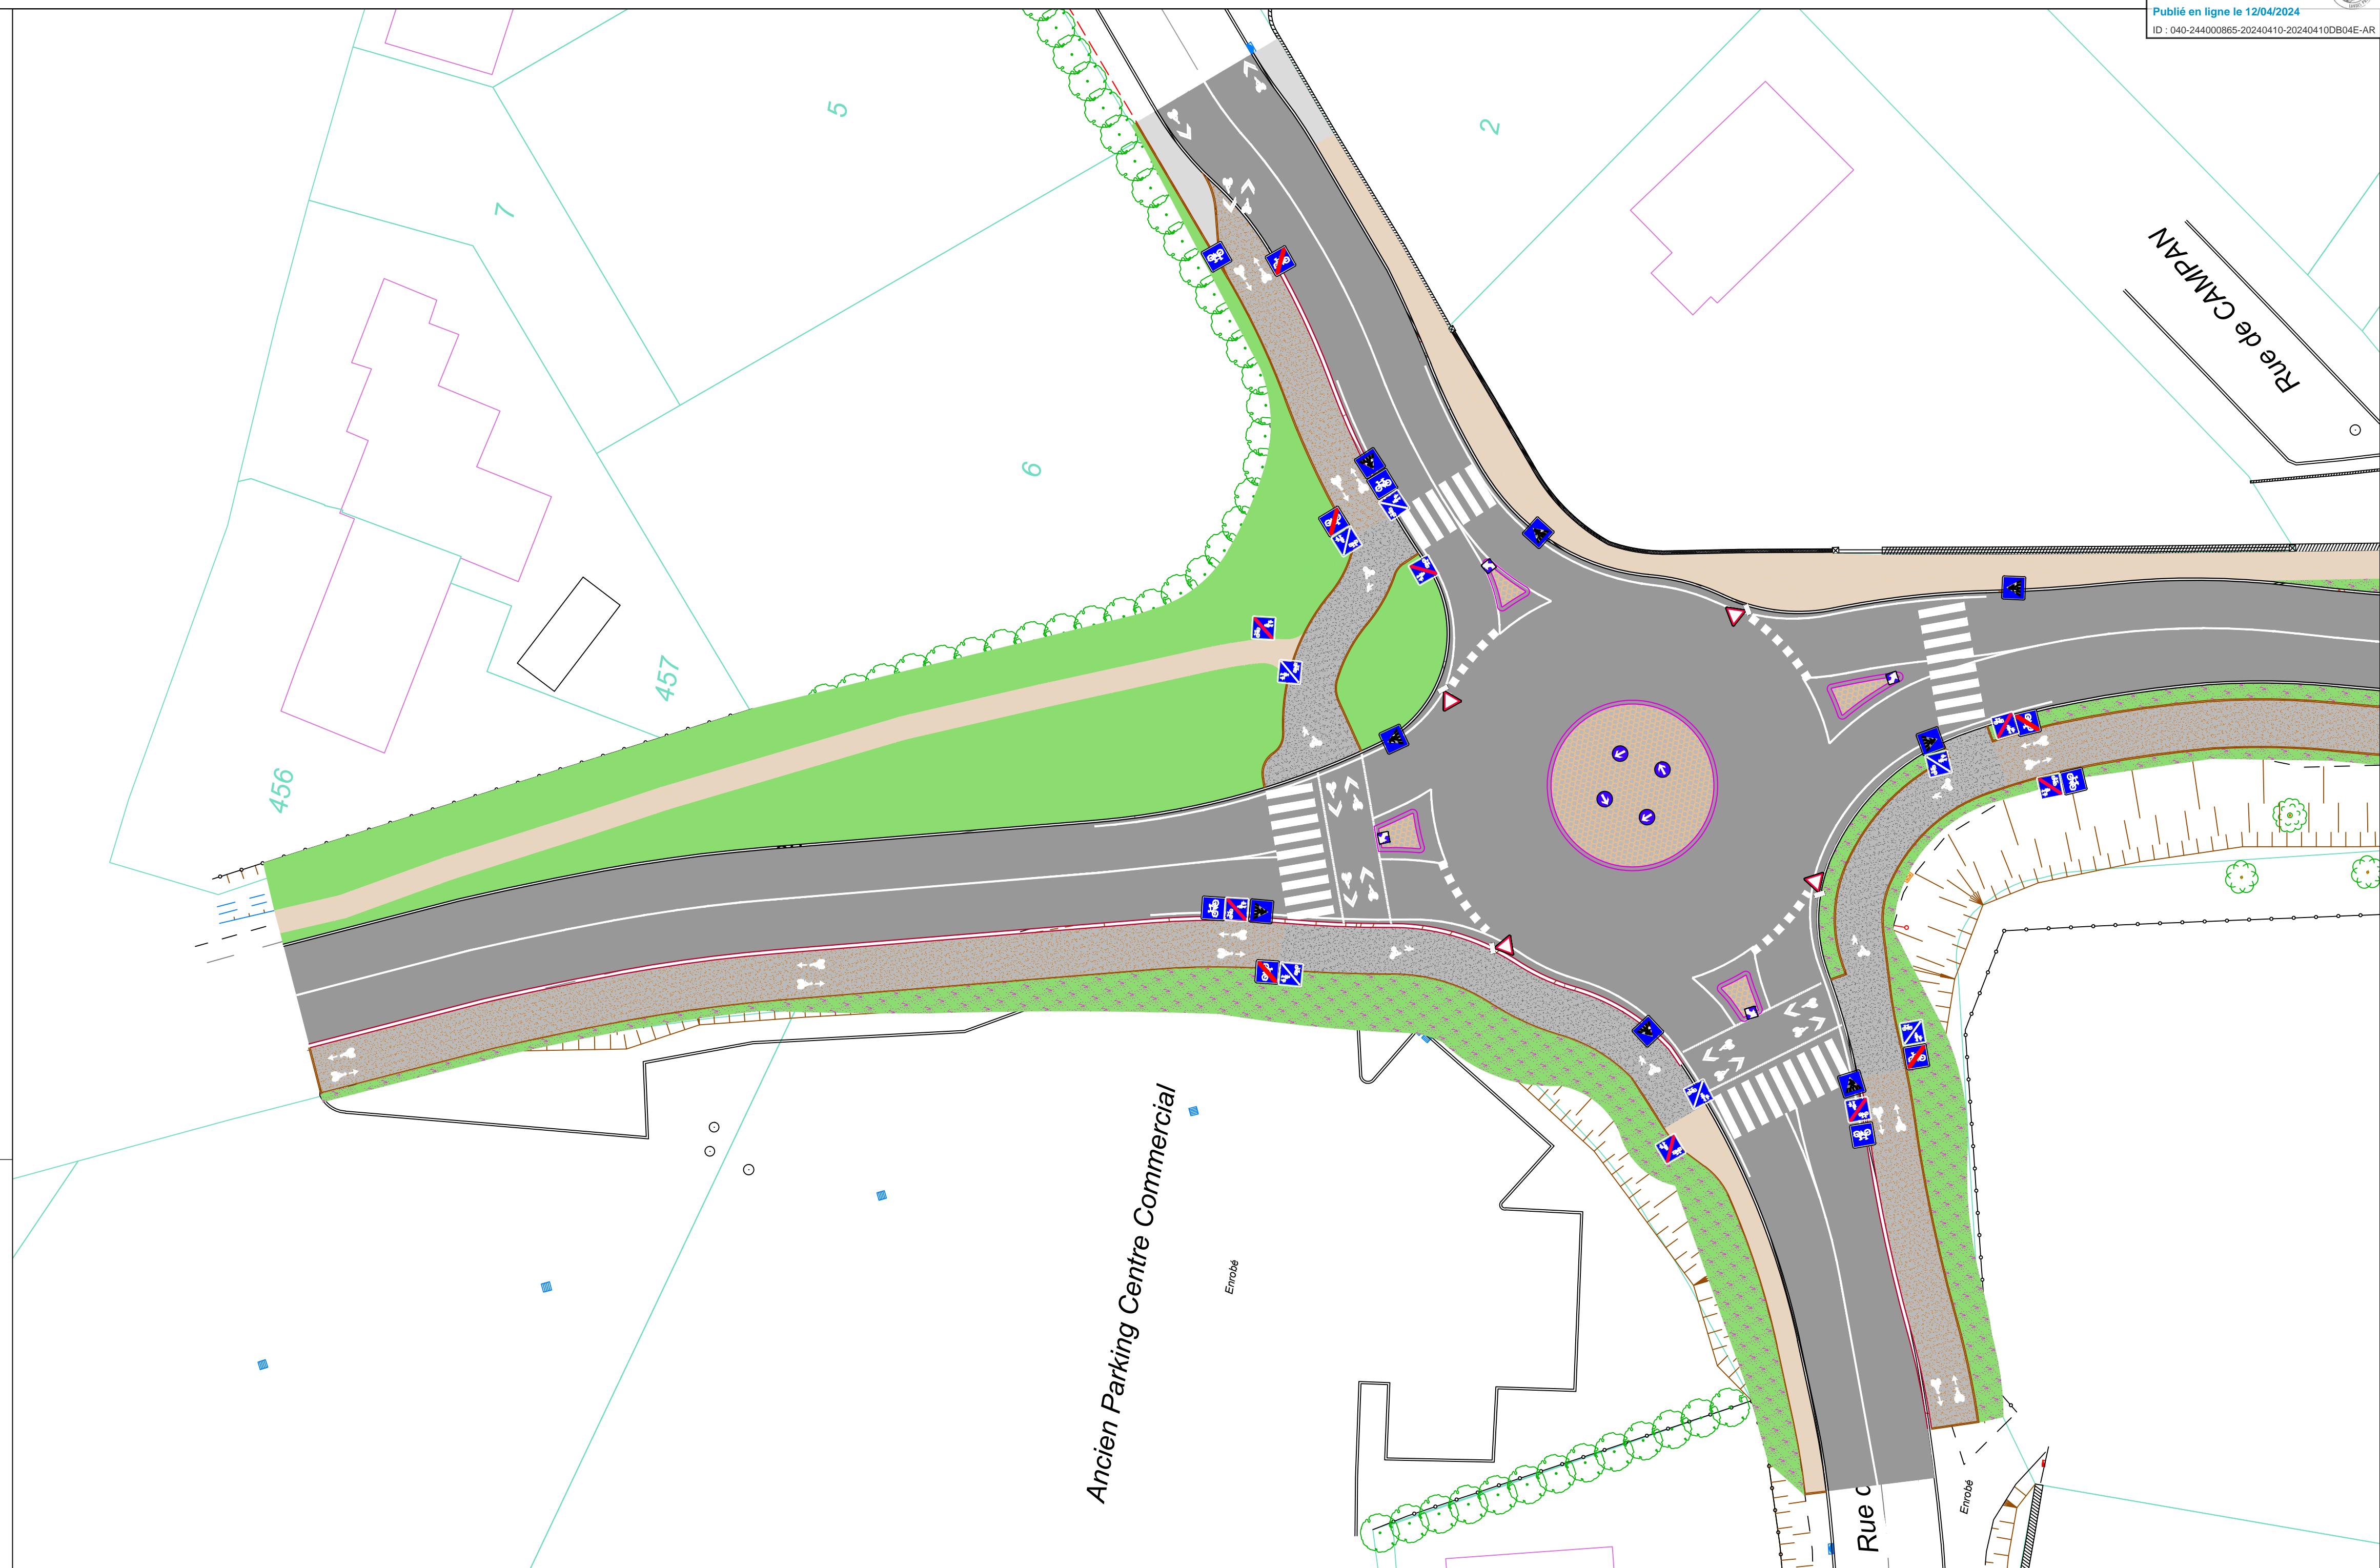 Publié en ligne le 12/04/2024
ID : 040-244000865-20240410-20240410DB04E-AR
5
2
7
Rue de CAMPAN
6
457
456
Ancien Parking Centre Commercial
Enrobé
Rue
Enrobé